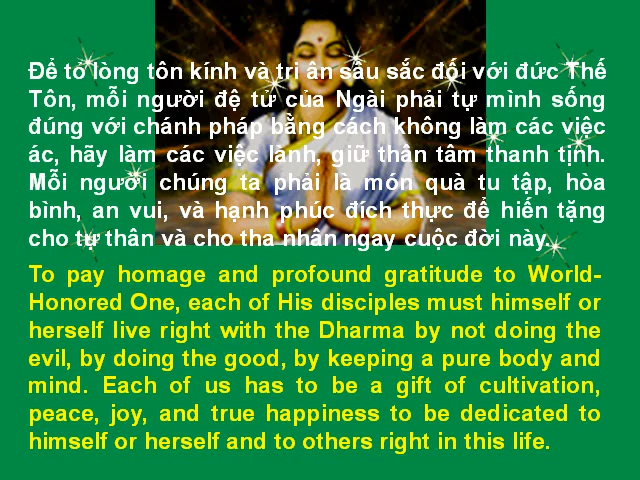 Để tỏ lòng tôn kính và tri ân sâu sắc đối với đức Thế
Tôn, mỗi người đệ tử của Ngài phải tự mình sống
đúng với chánh pháp bằng cách không làm các việc
ác, hãy làm các việc lành, giữ thân tâm thanh tịnh.
Mỗi người chúng ta phải là món quà tu tập, hòa
bình, an vui, và hạnh phúc đích thực để hiến tặng
cho tự thân và cho tha nhân ngay cuộc đời này.
To pay homage and profound gratitude to World-
Honored One, each of His disciples must himself or
herself live right with the Dharma by not doing the
evil, by doing the good, by keeping a pure body and
mind. Each of us has to be a gift of cultivation,
peace, joy, and true happiness to be dedicated to
himself or herself and to others right in this life.